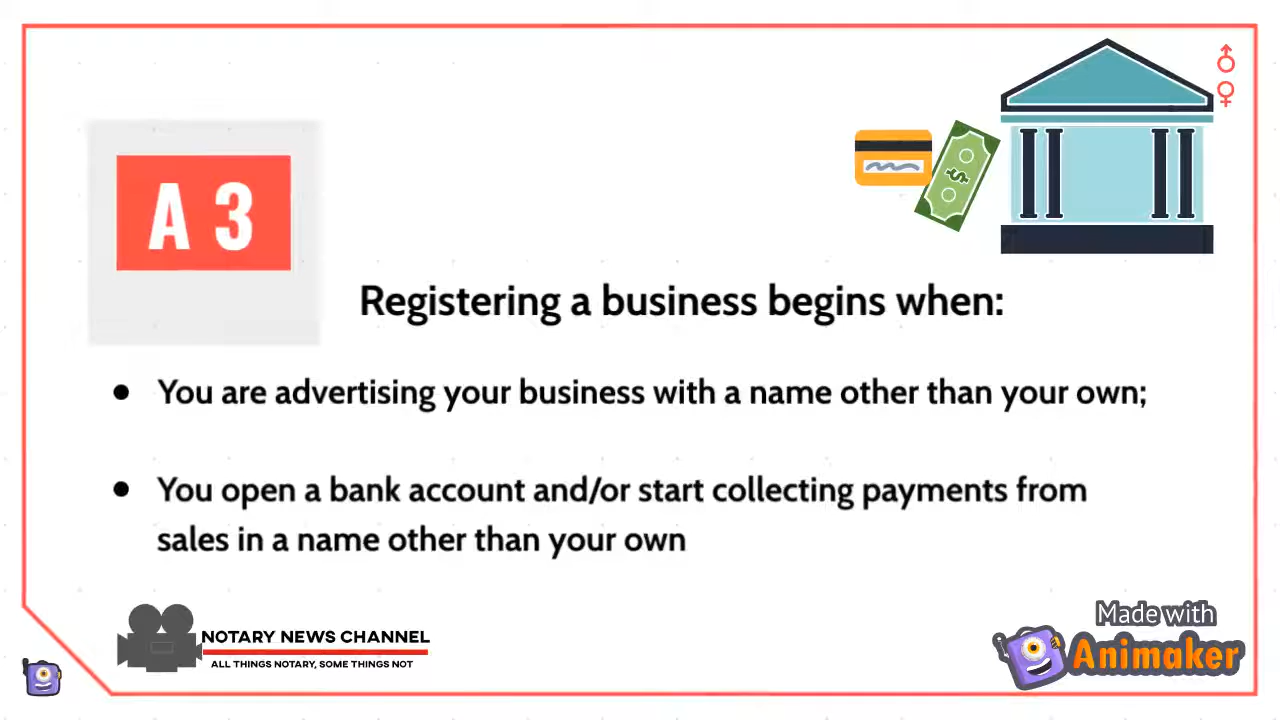 A 3
Registering a business begins when:
● You are advertising your business with a name other than your own;
● You open a bank account and/or start collecting payments from
sales in a name other than your own
NOTARY NEWS CHANNEL
ALL THINGS NOTARY, SOME THINGS NOT
Made with
Animaker